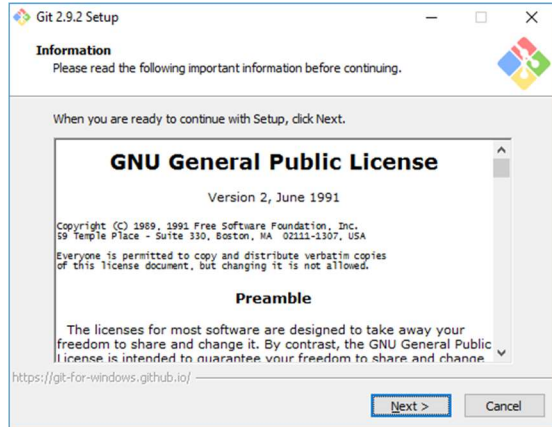 Git 2.9.2 Setup
Information
Please read the following important information before continuing.
When you are ready to continue with Setup, click Next.
GNU General Public License
Version 2, June 1991
Copyright (C) 1989, 1991 Free Software Foundation, Inc.
59 Temple Place - Suite 330, Boston, MA  02111-1307, USA
Everyone is permitted to copy and distribute verbatim copies
of this license document, but changing it is not allowed.
Preamble
The licenses for most software are designed to take away your
freedom to share and change it. By contrast, the GNU General Public
License is intended to guarantee your freedom to share and change
https://git-for-windows.github.io/
Next >
Cancel